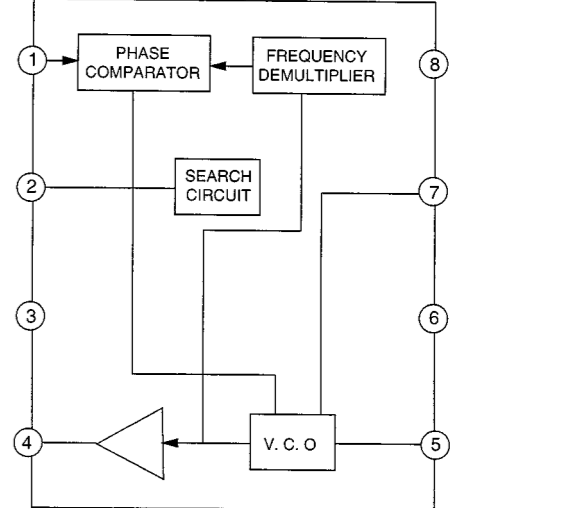 1
PHASE
COMPARATOR
FREQUENCY
DEMULTIPLIER
8
2
SEARCH
CIRCUIT
7
3
6
4
V. C. O
5